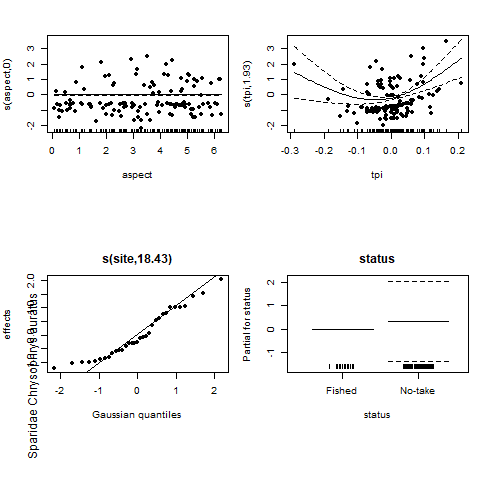 s(aspect,0)
3
2
1
0
-2
0
1
2
3
4
5
6
aspect
s(tpi,1.93)
3
2
1
0
-2
-0.3
-0.2
-0.1
0.0
0.1
0.2
tpi
s(site,18.43)
effects
Sparidae Chrysophrys auratus
2.0
-2
-1
0
1
2
Gaussian quantiles
status
Partial for status
2
1
0
-1
Fished
No-take
status